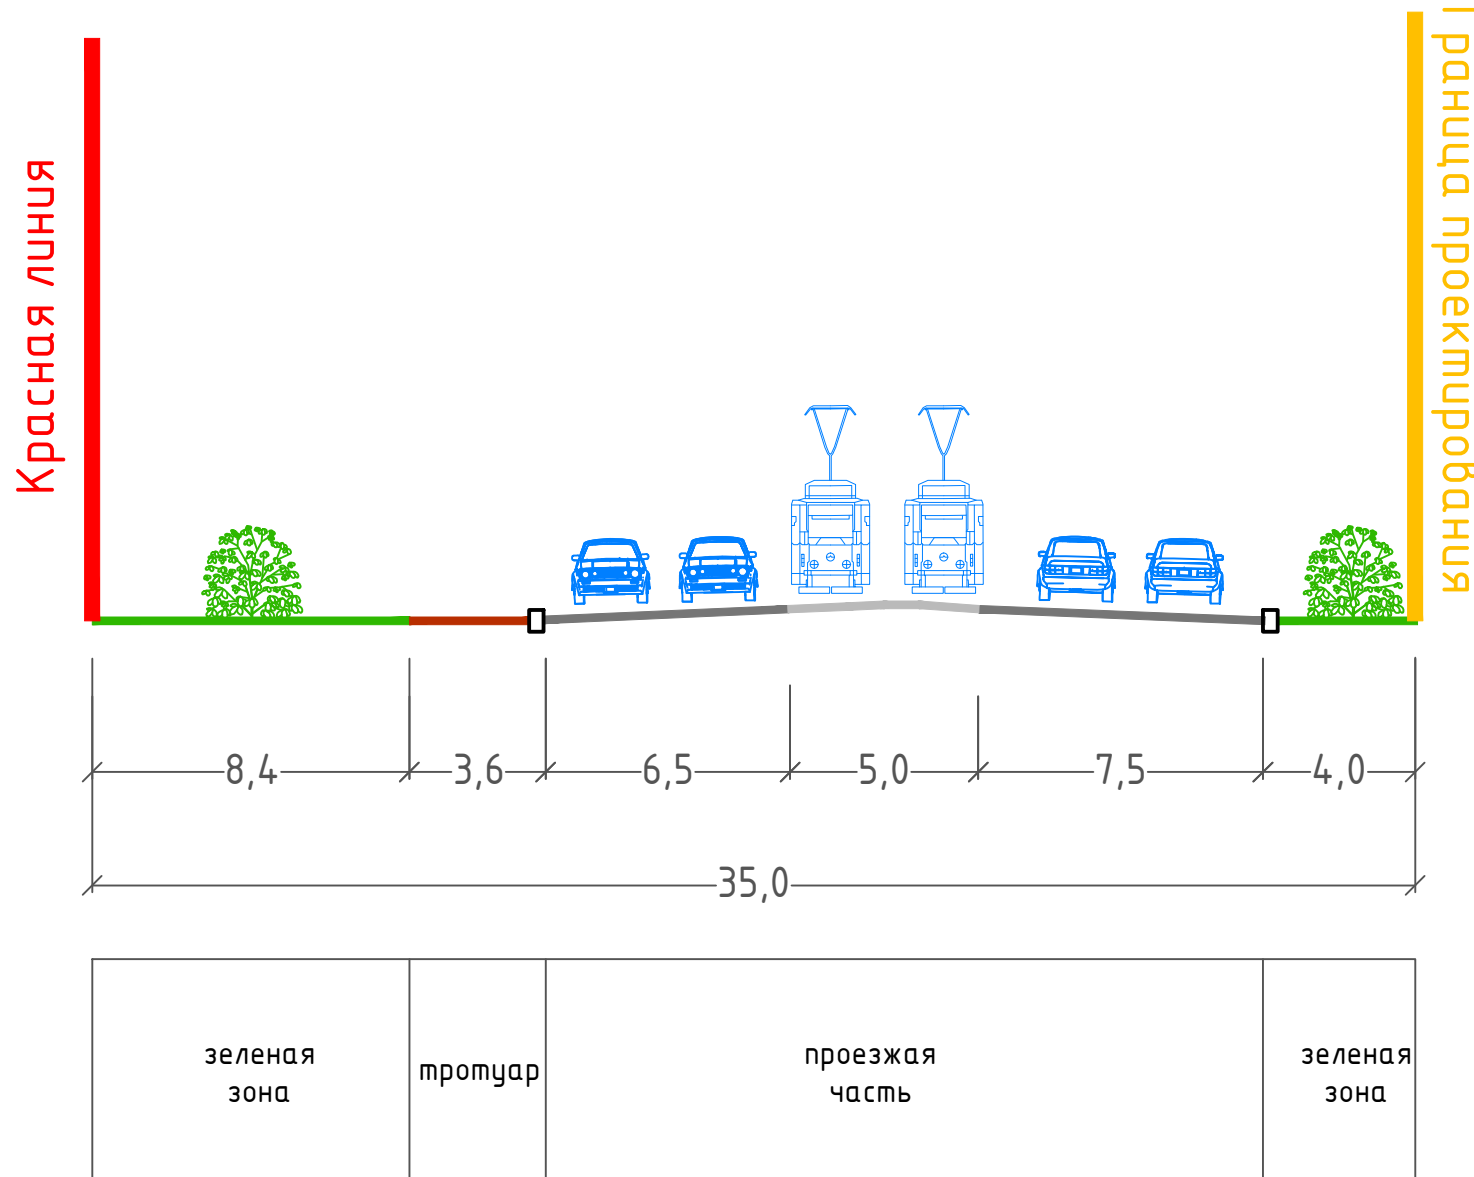 Красная линия
Граница проектирования
8,4
3,6
6,5
5,0
7,5
4,0
35,0
зеленая
зона
тротуар
проезжая
часть
зеленая
зона